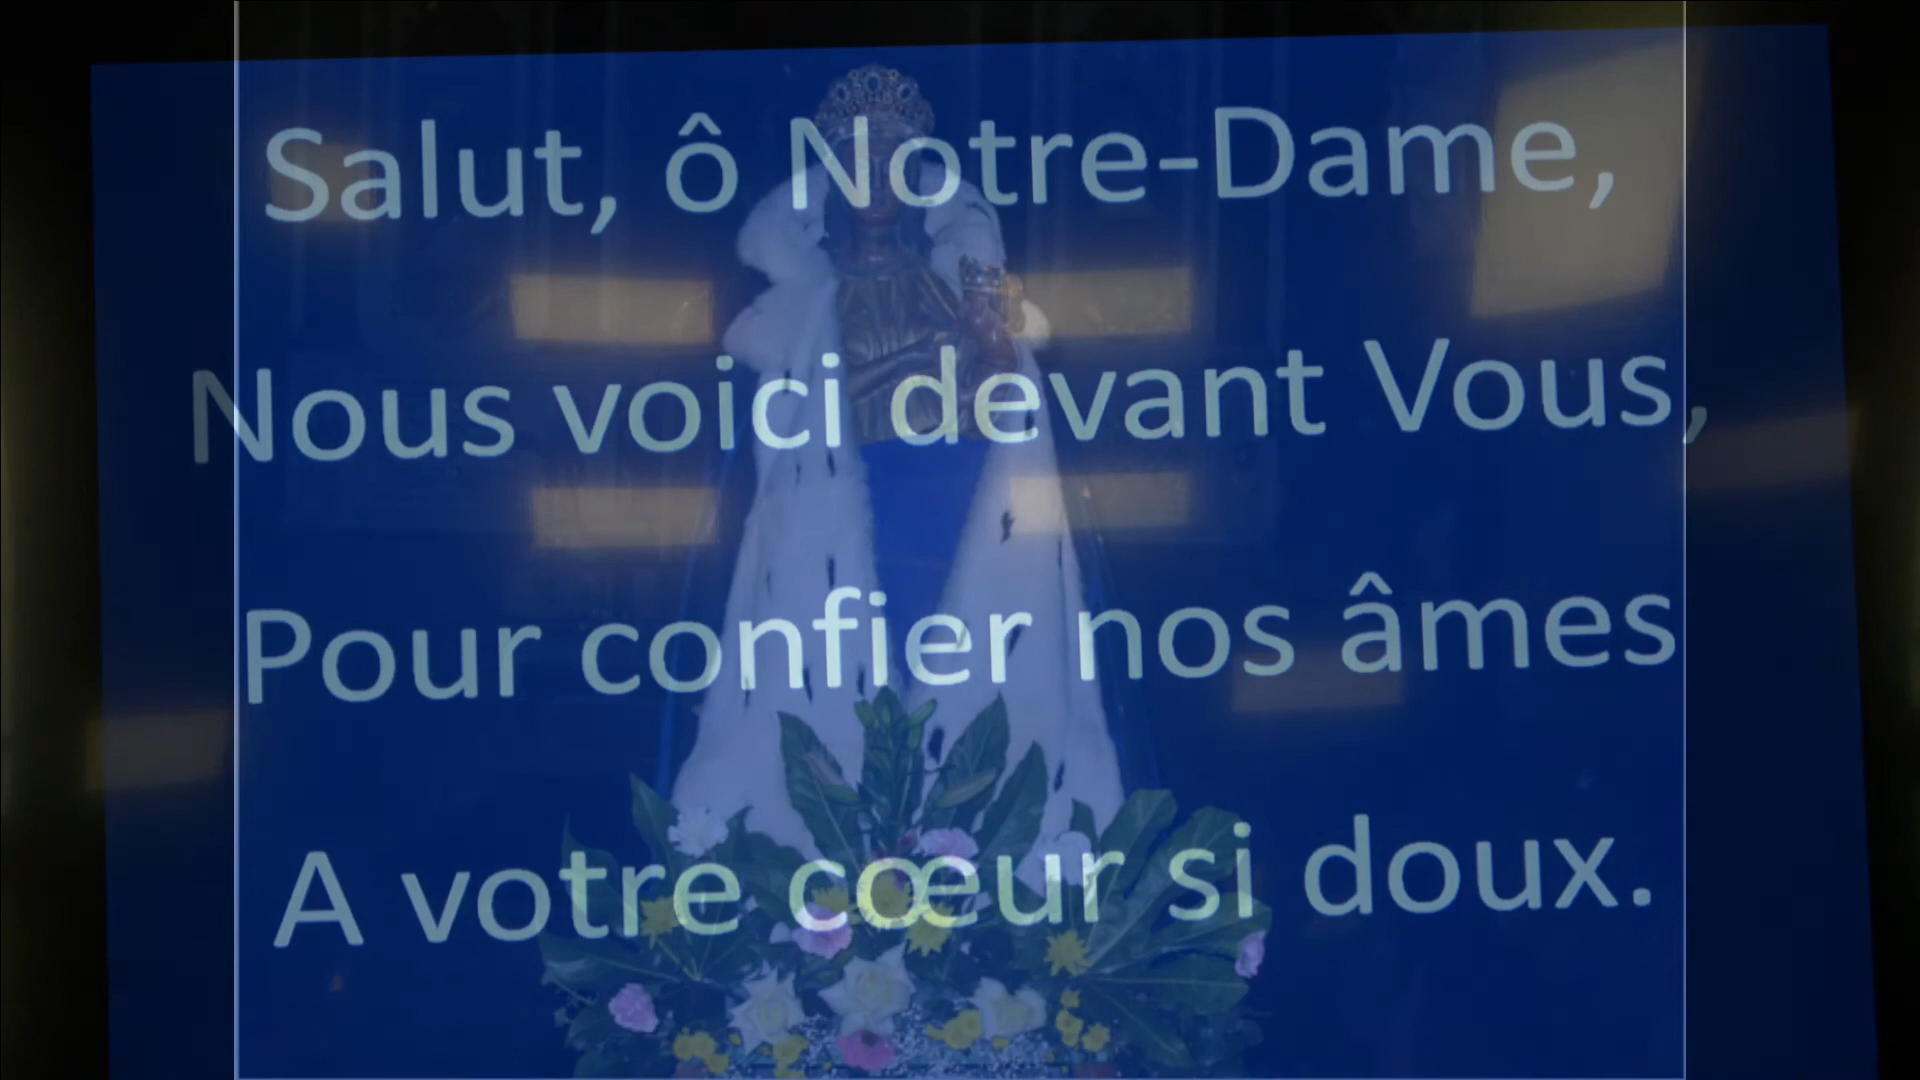 Salut, ô Notre-Dame,
Nous voici devant Vous,
Pour confier nos âmes
A votre cœur si doux.